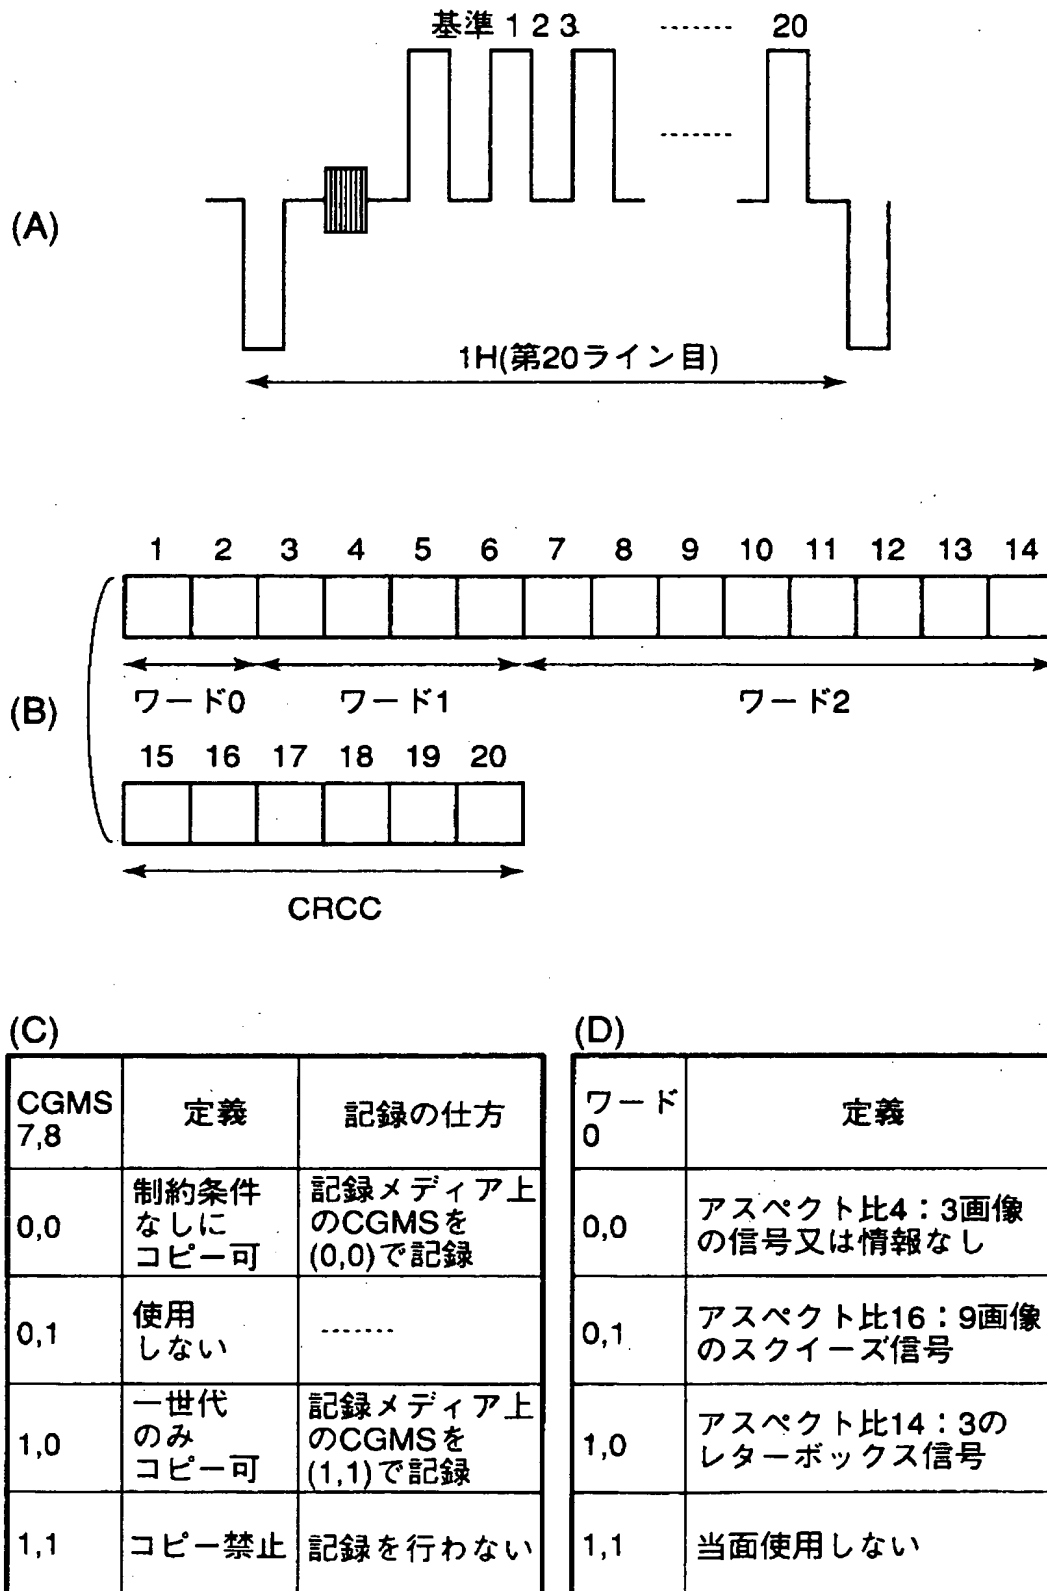 基準 1 2 3 ‥‥‥ 20
‥‥‥
(A)
1H(第20ライン目)
1 2 3 4 5 6 7 8 9 10 11 12 13 14
(B)
ワード0 ワード1 ワード2
15 16 17 18 19 20
CRCC
(C)
CGMS
7,8
定義
記録の仕方
0,0
制約条件
なしに
コピー可
記録メディア上
のCGMSを
(0,0)で記録
0,1
使用
しない
‥‥‥
1,0
一世代
のみ
コピー可
記録メディア上
のCGMSを
(1,1)で記録
1,1
コピー禁止
記録を行わない
(D)
ワード
0
定義
0,0
アスペクト比4：3画像
の信号又は情報なし
0,1
アスペクト比16：9画像
のスクイーズ信号
1,0
アスペクト比14：3の
レターボックス信号
1,1
当面使用しない